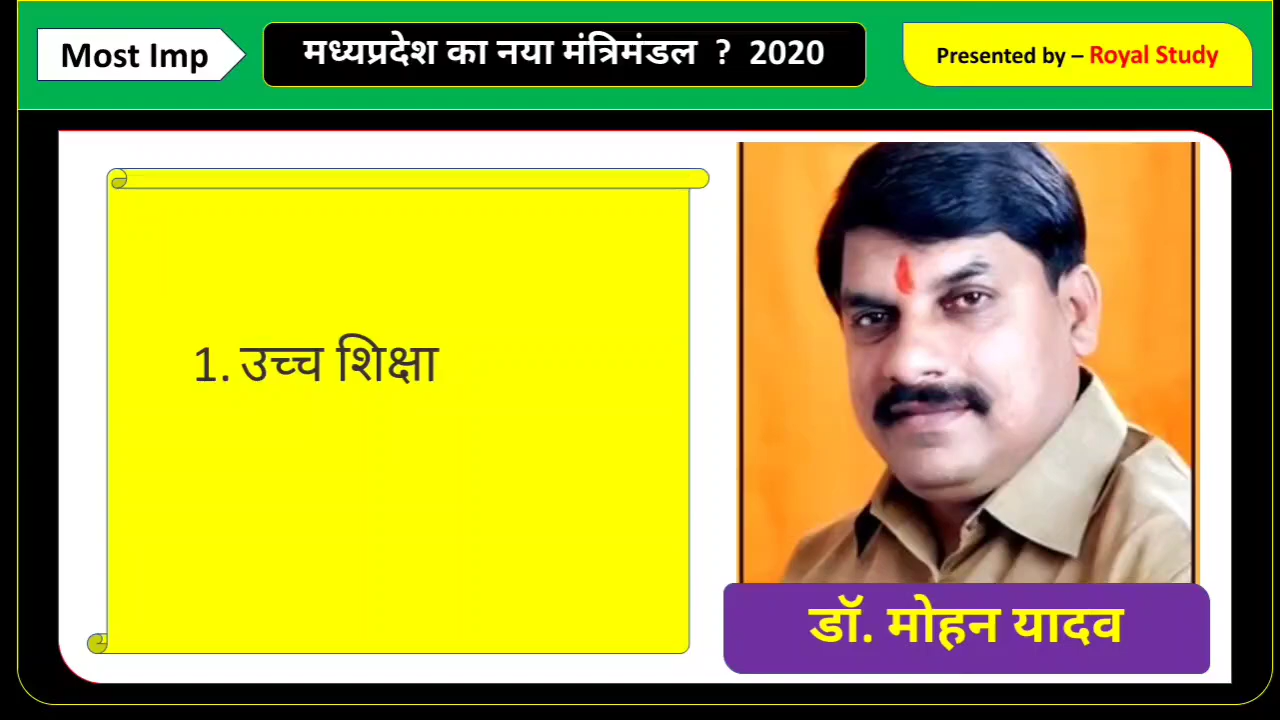 Most Imp
मध्यप्रदेश का नया मंत्रिमंडल ? 2020
Presented by – Royal Study
1. उच्च शिक्षा
डॉ. मोहन यादव